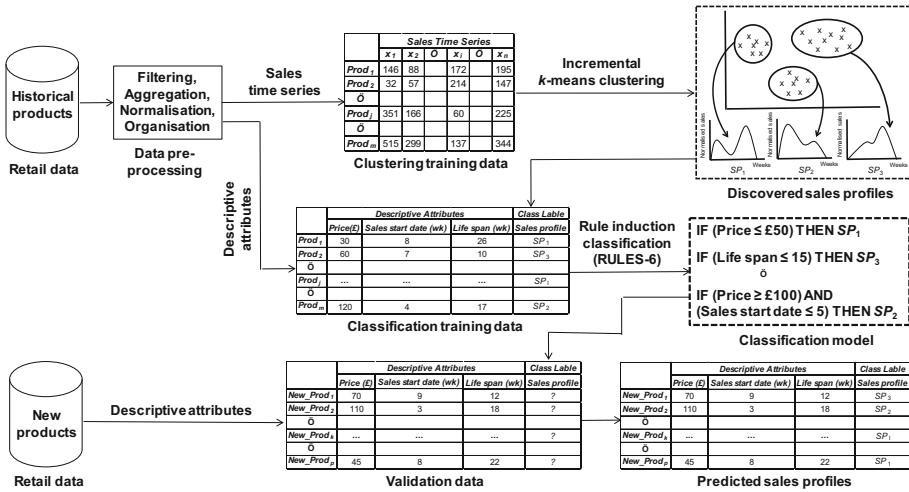 Historical
products
Retail data
Filtering,
Aggregation,
Normalisation,
Organisation
Data pre-
processing
Sales
time series
Descriptive
attributes
Sales Time Series
x1 x2 Ö xi x n
Prod1 146 88 172 195
Prod2 32 57 214 147
Ö
Prodj 351 166 60 225
Ö
Prodm 515 299 137 344
Clustering training data
Incremental
k-means clustering
x x x x x x x x
x x x x x x x x x
x x x x x x x
Normalised sales
Weeks
SP1
Normalised sales
Weeks
SP2
Normalised sales
Weeks
SP3
Discovered sales profiles
Descriptive Attributes Class Lable
Price(£) Sales start date (wk) Life span (wk) Sales profile
Prod1 30 8 26 SP1
Prod2 60 7 10 SP3
Ö
Prodj ... ... ... SP1
Ö
Prodm 120 4 17 SP2
Classification training data
Rule induction
classification
(RULES-6)
IF (Price ≤ £50) THEN SP1
IF (Life span ≤ 15) THEN SP3
Ö
IF (Price ≥ £100) AND
(Sales start date ≤ 5) THEN SP2
Classification model
New
products
Retail data
Descriptive attributes
Descriptive Attributes Class Lable
Price (£) Sales start date (wk) Life span (wk) Sales profile
New_Prod1 70 9 12 ?
New_Prod2 110 3 18 ?
Ö
New_Prodk ... ... ... ?
Ö
New_Prodp 45 8 22 ?
Validation data
Descriptive Attributes Class Lable
Price (£) Sales start date (wk) Life span (wk) Sales profile
New_Prod1 70 9 12 SP3
New_Prod2 110 3 18 SP2
Ö
New_Prodk ... ... ... SP1
Ö
New_Prodp 45 8 22 SP1
Predicted sales profiles